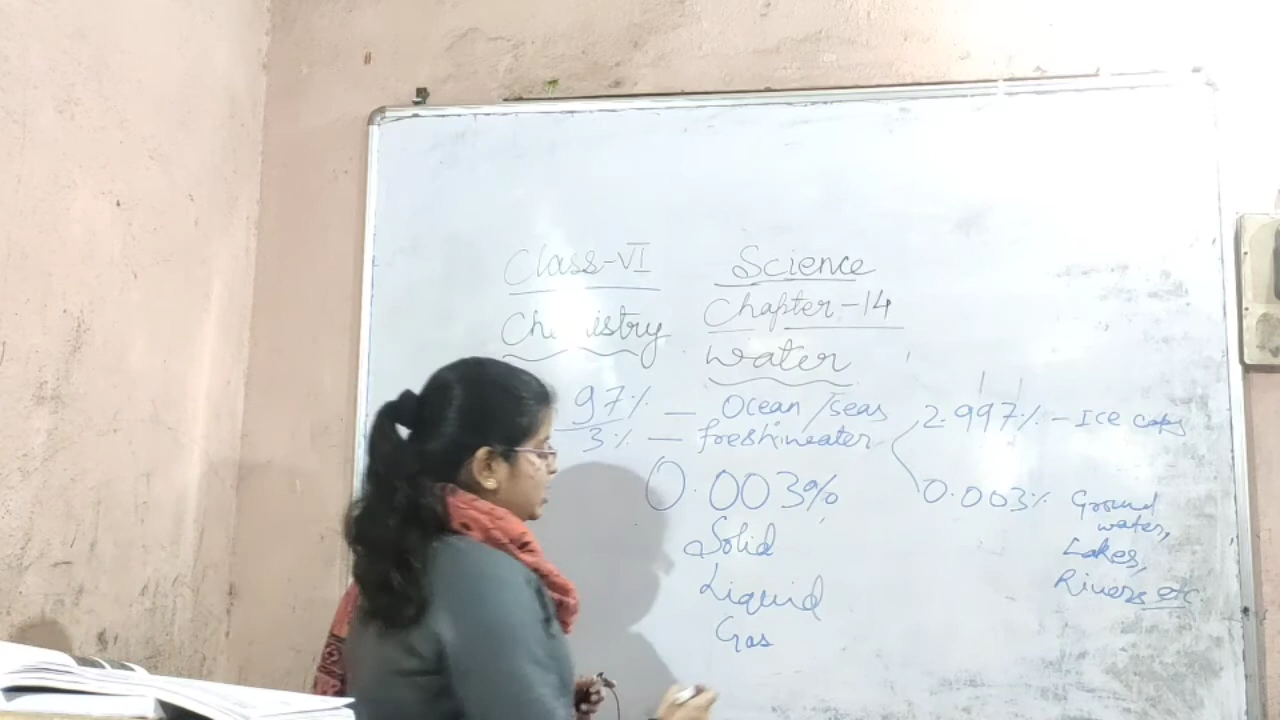 Class-VI Science
Chemistry Chapter-14
Water
97% — Ocean/seas
3% — freshwater
2.997% - Ice caps
0.003% Ground
water,
Lakes,
Rivers etc
0.003%
Solid
Liquid
Gas